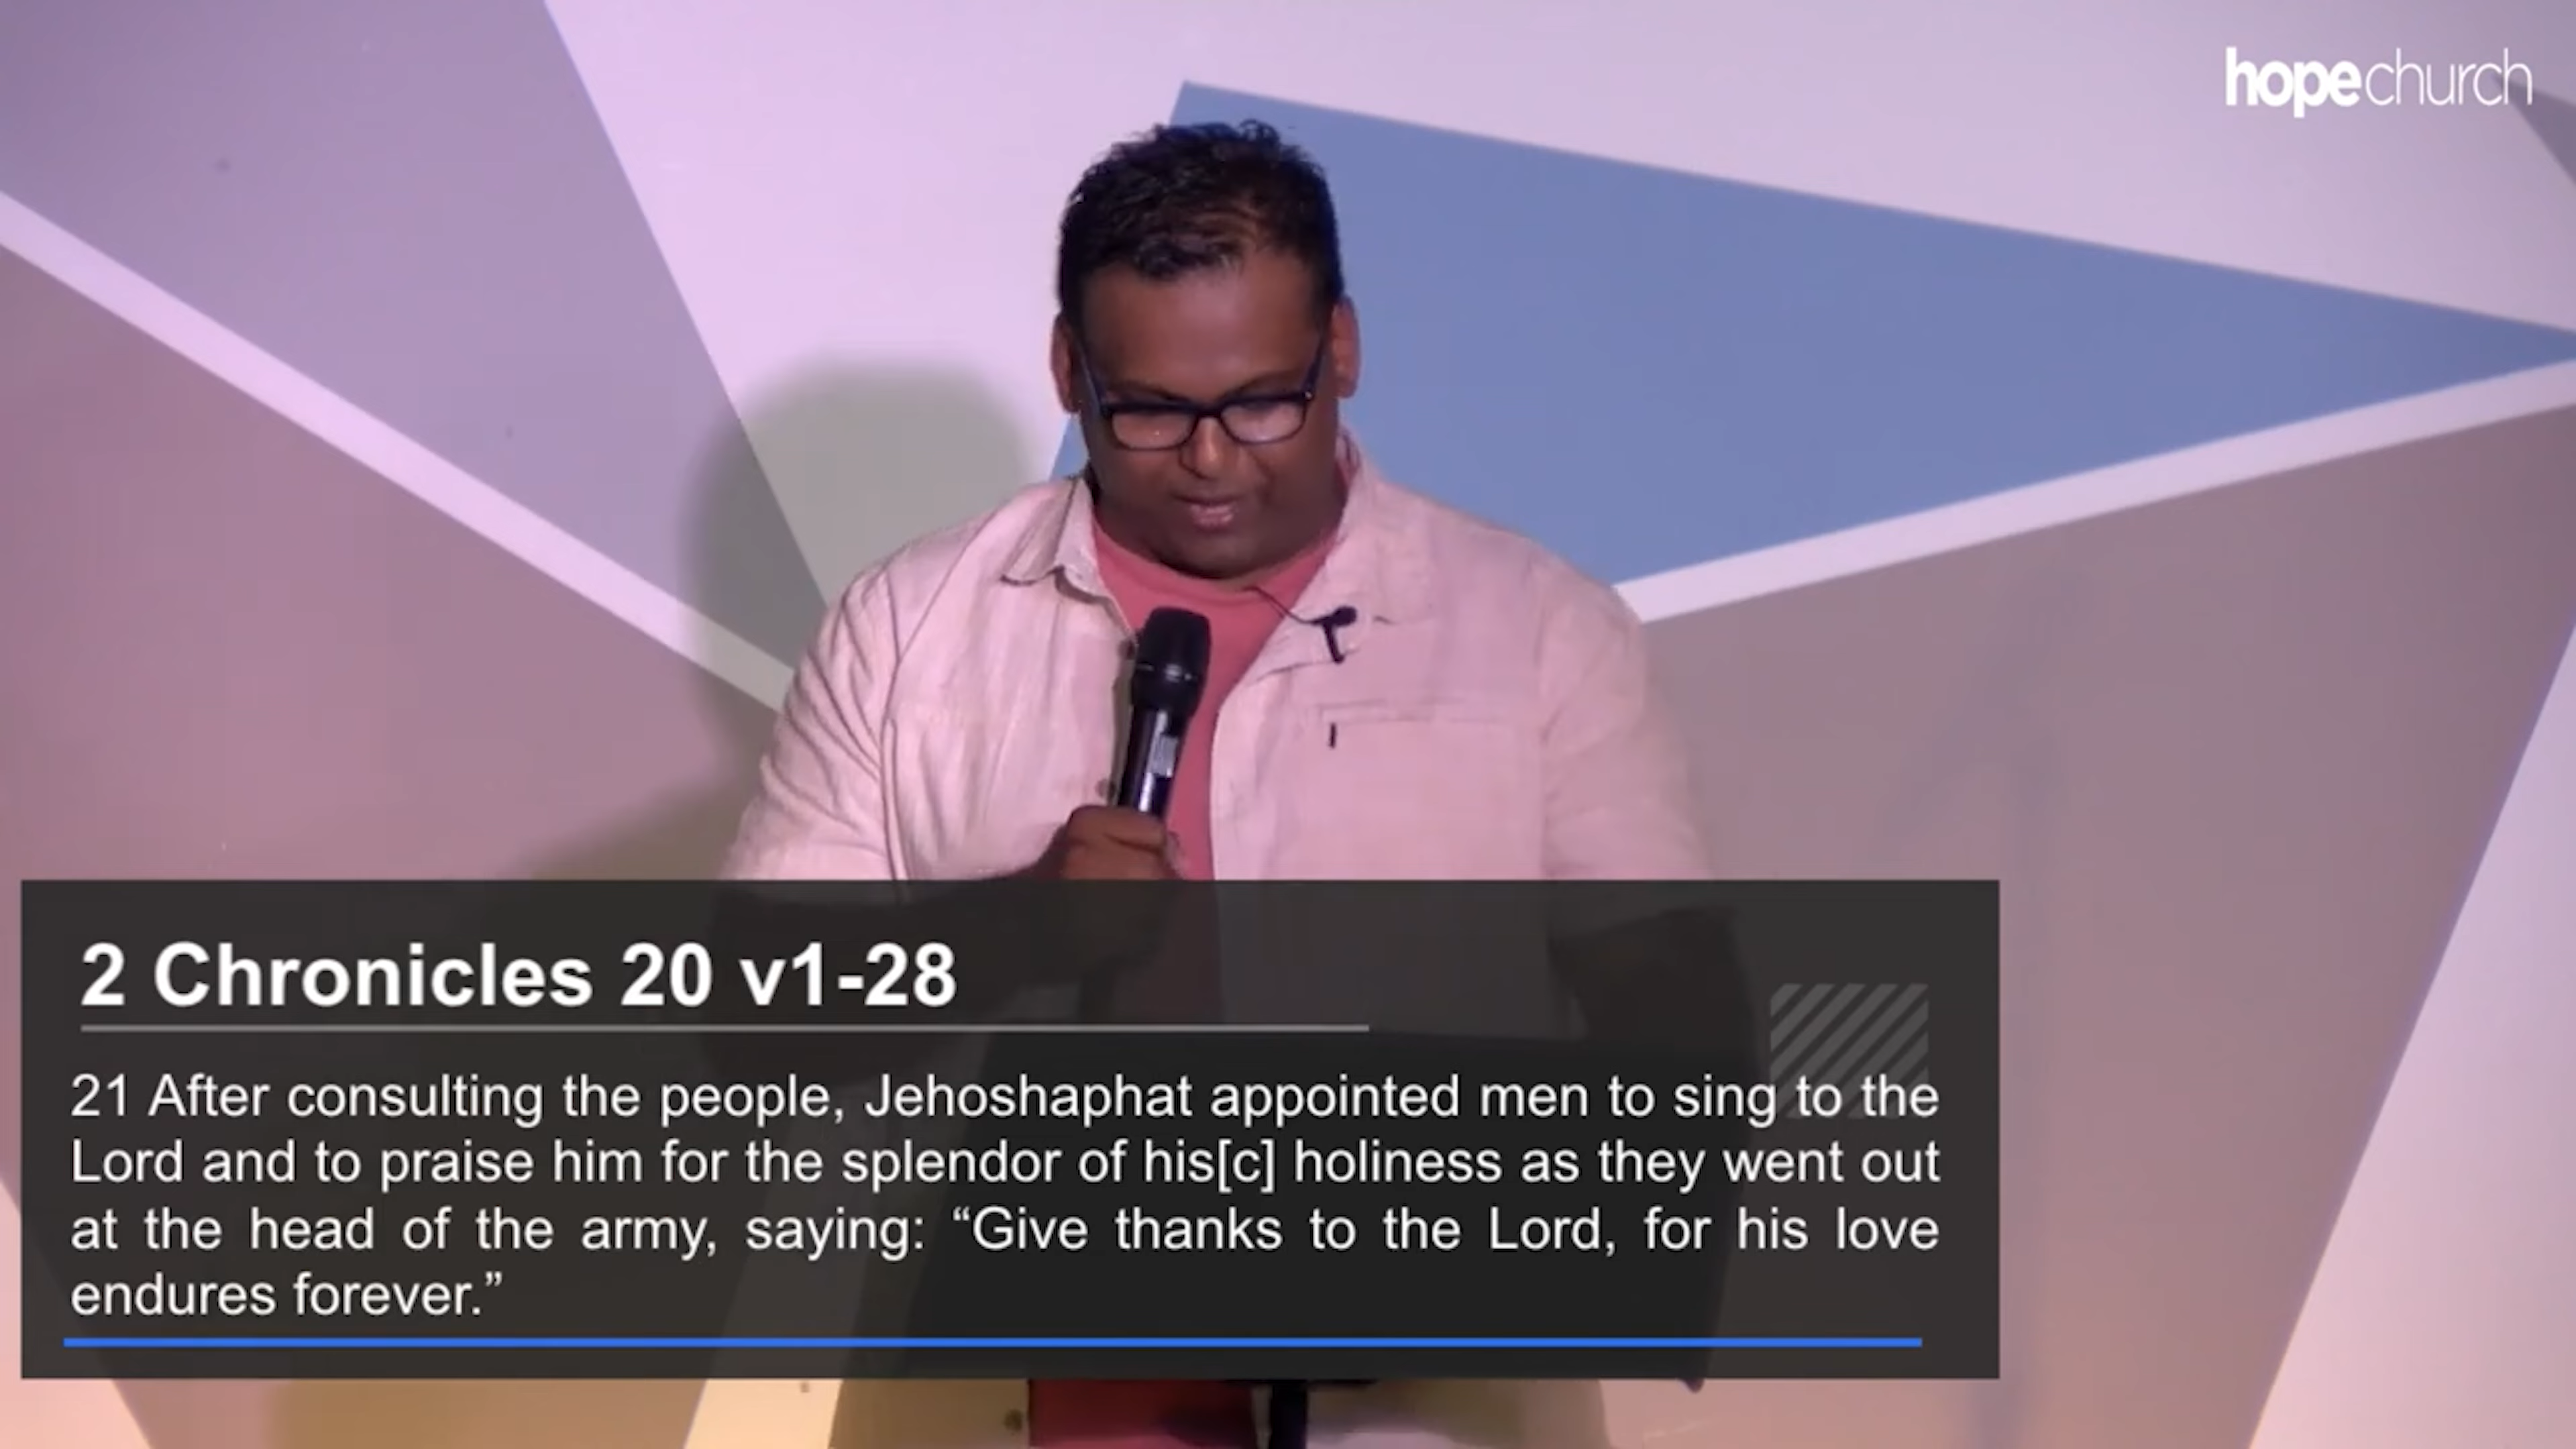 hopechurch
2 Chronicles 20 v1-28
21 After consulting the people, Jehoshaphat appointed men to sing to the
Lord and to praise him for the splendor of his[c] holiness as they went out
at the head of the army, saying: “Give thanks to the Lord, for his love
endures forever.”